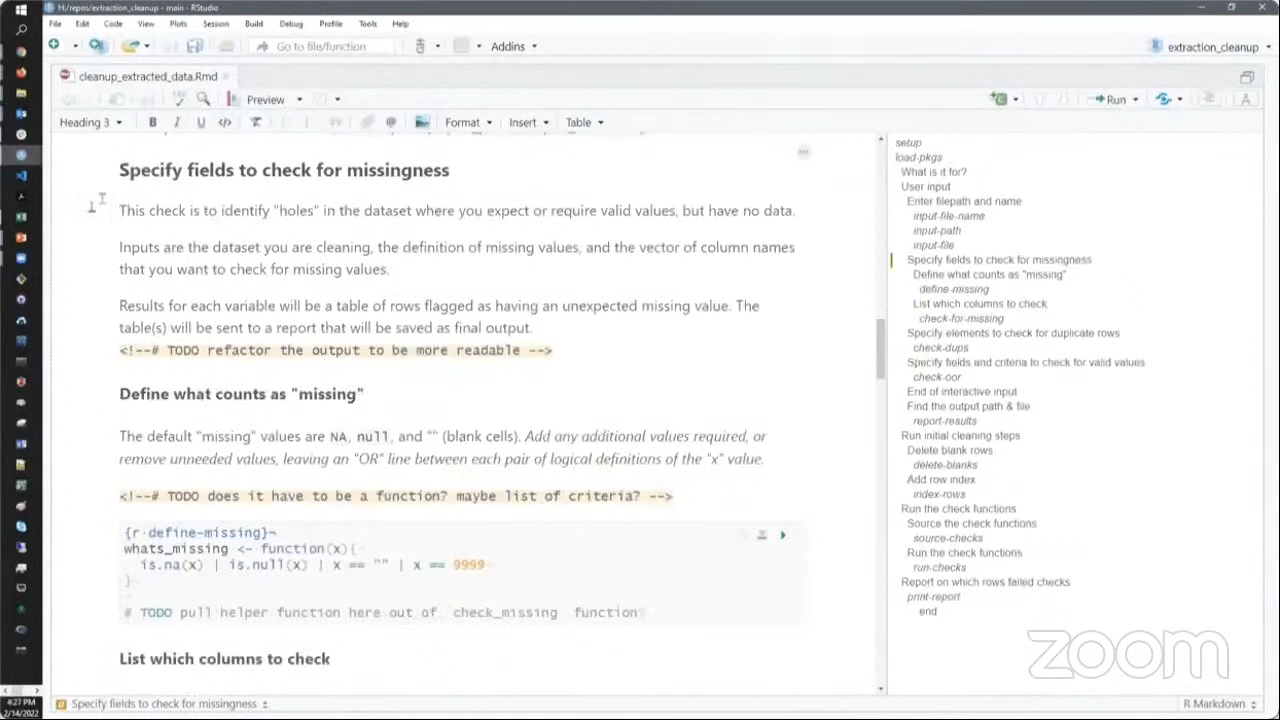 H:/repos/extraction_cleanup - main - RStudio
File Edit Code View Plots Session Build Debug Profile Tools Help
Go to file/function Addins extraction_cleanup
cleanup_extracted_data.Rmd
Preview Run
Heading 3 B I U </> Format Insert Table
Specify fields to check for missingness
This check is to identify "holes" in the dataset where you expect or require valid values, but have no data.
Inputs are the dataset you are cleaning, the definition of missing values, and the vector of column names
that you want to check for missing values.
Results for each variable will be a table of rows flagged as having an unexpected missing value. The
table(s) will be sent to a report that will be saved as final output.
<!--# TODO refactor the output to be more readable -->
Define what counts as "missing"
The default "missing" values are NA, null, and "" (blank cells). Add any additional values required, or
remove unneeded values, leaving an "OR" line between each pair of logical definitions of the "x" value.
<!--# TODO does it have to be a function? maybe list of criteria? -->
{r·define-missing}¬
whats_missing <- function(x){
is.na(x) | is.null(x) | x == "" | x == 9999
}
# TODO pull helper function here out of check_missing function
List which columns to check
setup
load-pkgs
What is it for?
User input
Enter filepath and name
input-file-name
input-path
input-file
Specify fields to check for missingness
Define what counts as "missing"
define-missing
List which columns to check
check-for-missing
Specify elements to check for duplicate rows
check-dups
Specify fields and criteria to check for valid values
check-oor
End of interactive input
Find the output path & file
report-results
Run initial cleaning steps
Delete blank rows
delete-blanks
Add row index
index-rows
Run the check functions
Source the check functions
source-checks
Run the check functions
run-checks
Report on which rows failed checks
print-report
end
zoom
4:27 PM
2/14/2022
Specify fields to check for missingness
R Markdown